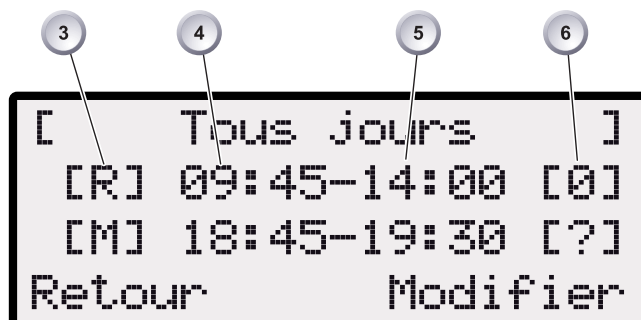 3 4 5 6
[ Tous jours ]
[R] 09:45-14:00 [0]
[M] 18:45-19:30 [?]
Retour Modifier